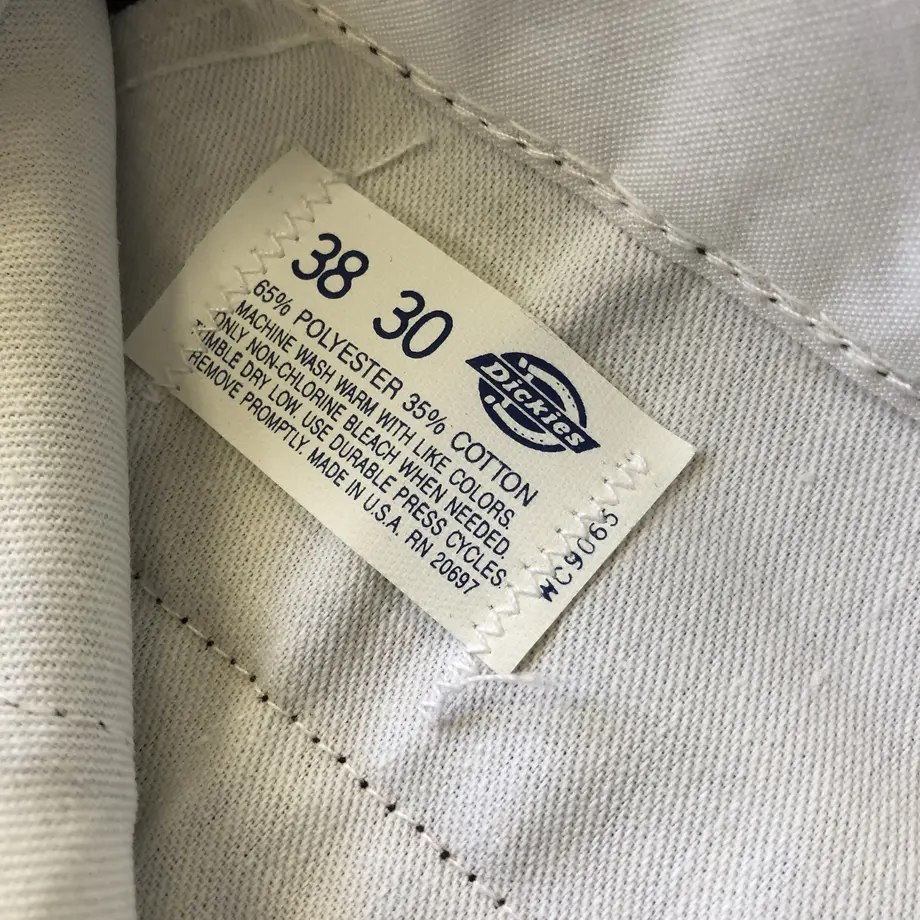 38 30
65% POLYESTER 35% COTTON
MACHINE WASH WARM WITH LIKE COLORS.
ONLY NON-CHLORINE BLEACH WHEN NEEDED.
TUMBLE DRY LOW. USE DURABLE PRESS CYCLES.
REMOVE PROMPTLY. MADE IN U.S.A. RN 20697
Dickies
WC9065